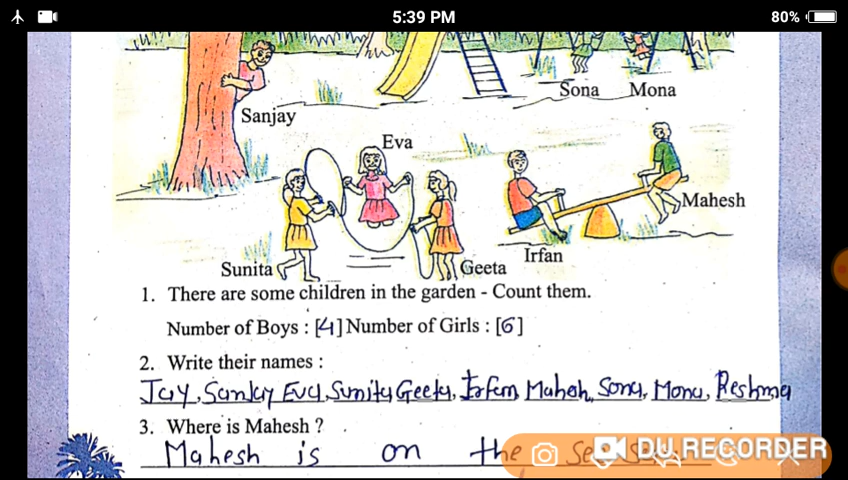 5:39 PM
80%
Sona Mona
Sanjay
Eva
Mahesh
Irfan
Sunita Geeta
1. There are some children in the garden - Count them.
Number of Boys : [4] Number of Girls : [6]
2. Write their names :
Jay, Sanjay Eva, Sunita Geeta, Irfan Mahesh, Sona, Mona, Reshma
3. Where is Mahesh ?
Mahesh is on the
DU RECORDER